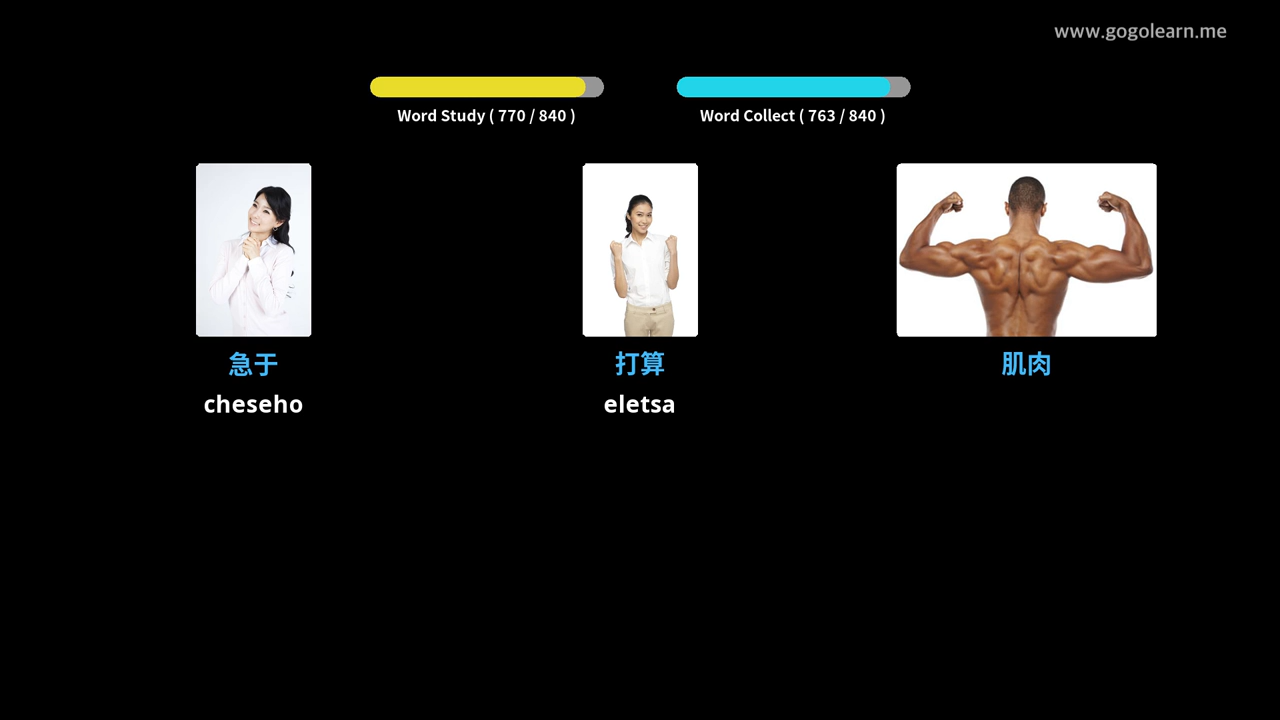 www.gogolearn.me
Word Study ( 770 / 840 )
Word Collect ( 763 / 840 )
急于
打算
肌肉
cheseho
eletsa